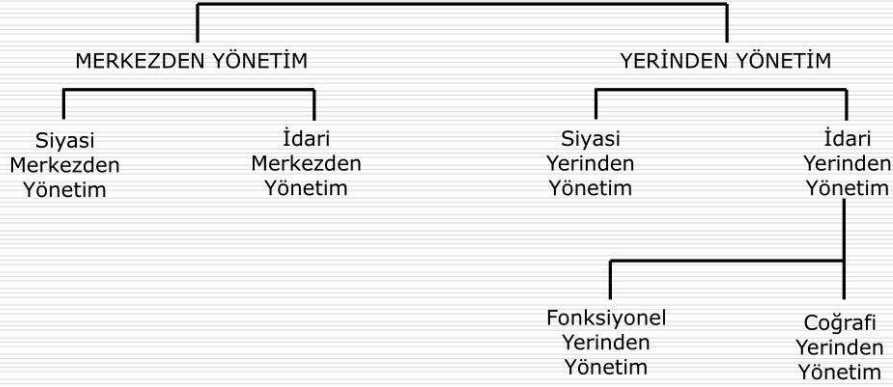 MERKEZDEN YÖNETİM
YERİNDEN YÖNETİM
Siyasi
Merkezden
Yönetim
İdari
Merkezden
Yönetim
Siyasi
Yerinden
Yönetim
İdari
Yerinden
Yönetim
Fonksiyonel
Yerinden
Yönetim
Coğrafi
Yerinden
Yönetim